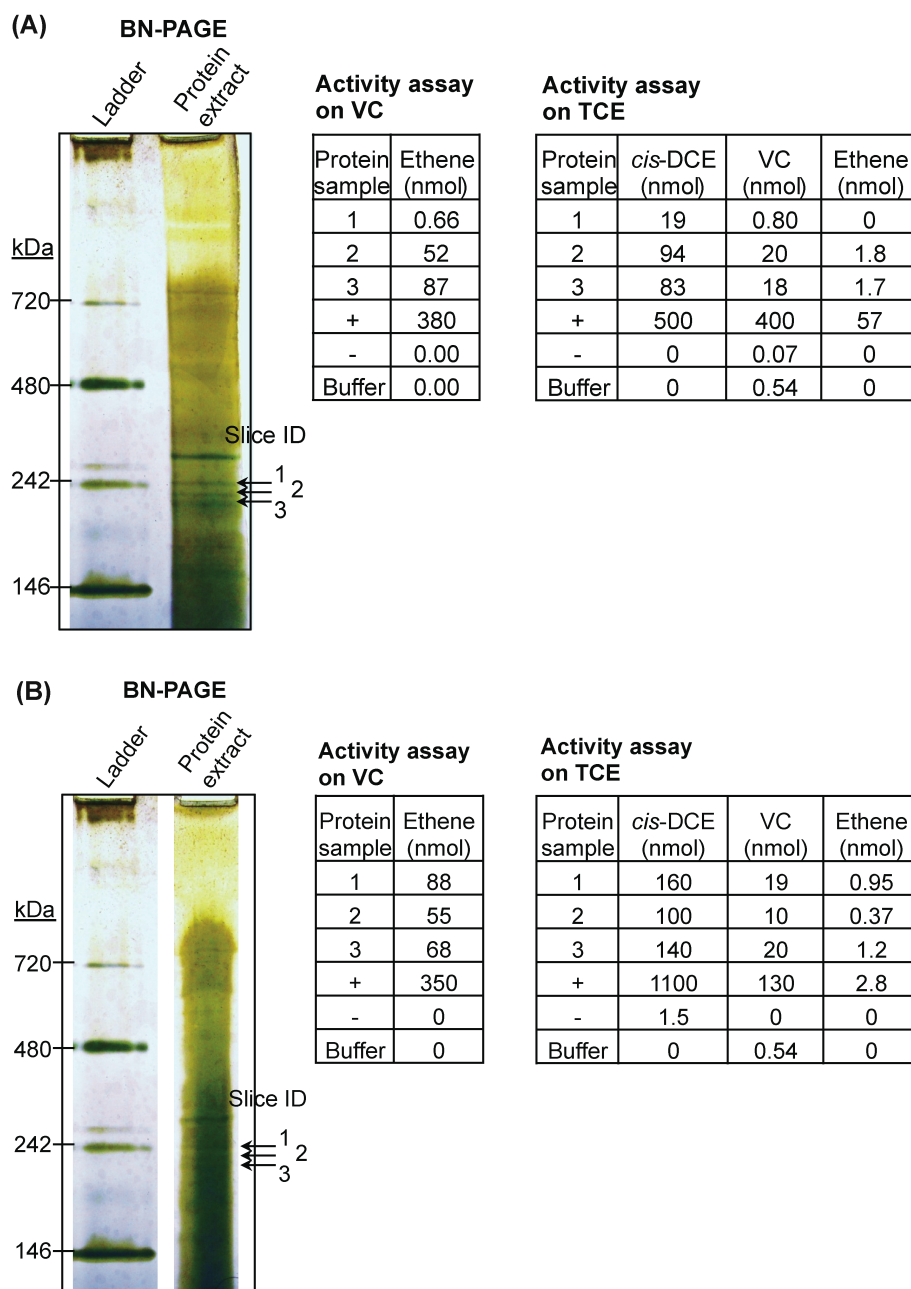 (A)
BN-PAGE
Ladder
Protein
extract
kDa
720
480
242
146
Slice ID
1
2
3
Activity assay
on VC
Protein sample Ethene (nmol)
1 0.66
2 52
3 87
+ 380
- 0.00
Buffer 0.00
Activity assay
on TCE
Protein sample cis-DCE (nmol) VC (nmol) Ethene (nmol)
1 19 0.80 0
2 94 20 1.8
3 83 18 1.7
+ 500 400 57
- 0 0.07 0
Buffer 0 0.54 0
(B)
BN-PAGE
Ladder
Protein
extract
kDa
720
480
242
146
Slice ID
1
2
3
Activity assay
on VC
Protein sample Ethene (nmol)
1 88
2 55
3 68
+ 350
- 0
Buffer 0
Activity assay
on TCE
Protein sample cis-DCE (nmol) VC (nmol) Ethene (nmol)
1 160 19 0.95
2 100 10 0.37
3 140 20 1.2
+ 1100 130 2.8
- 1.5 0 0
Buffer 0 0.54 0